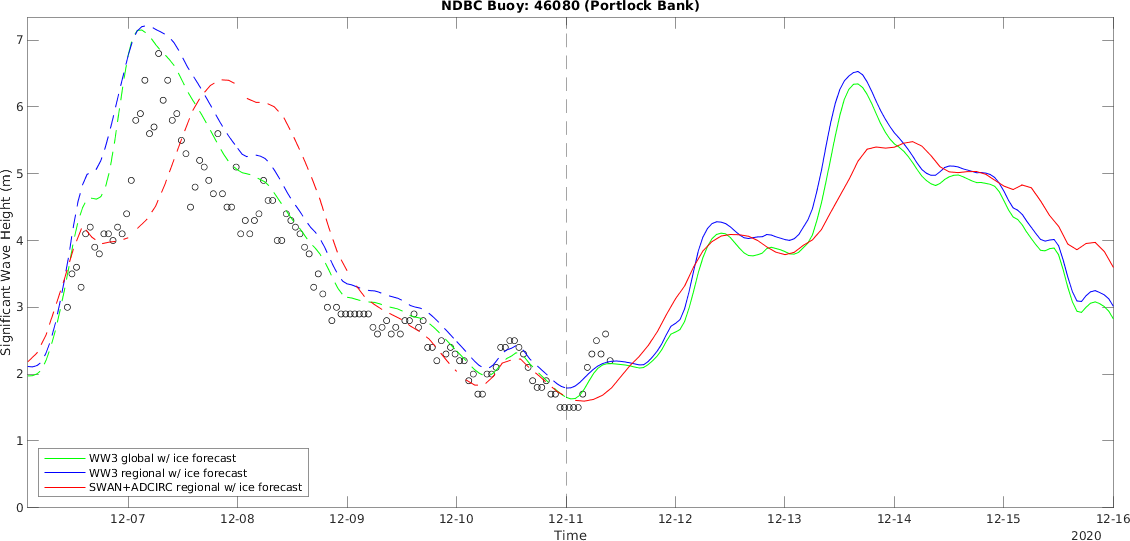 NDBC Buoy: 46080 (Portlock Bank)
Significant Wave Height (m)
7
6
5
4
3
2
1
0
WW3 global w/ ice forecast
WW3 regional w/ ice forecast
SWAN+ADCIRC regional w/ ice forecast
12-07 12-08 12-09 12-10 12-11 12-12 12-13 12-14 12-15 12-16
Time
2020